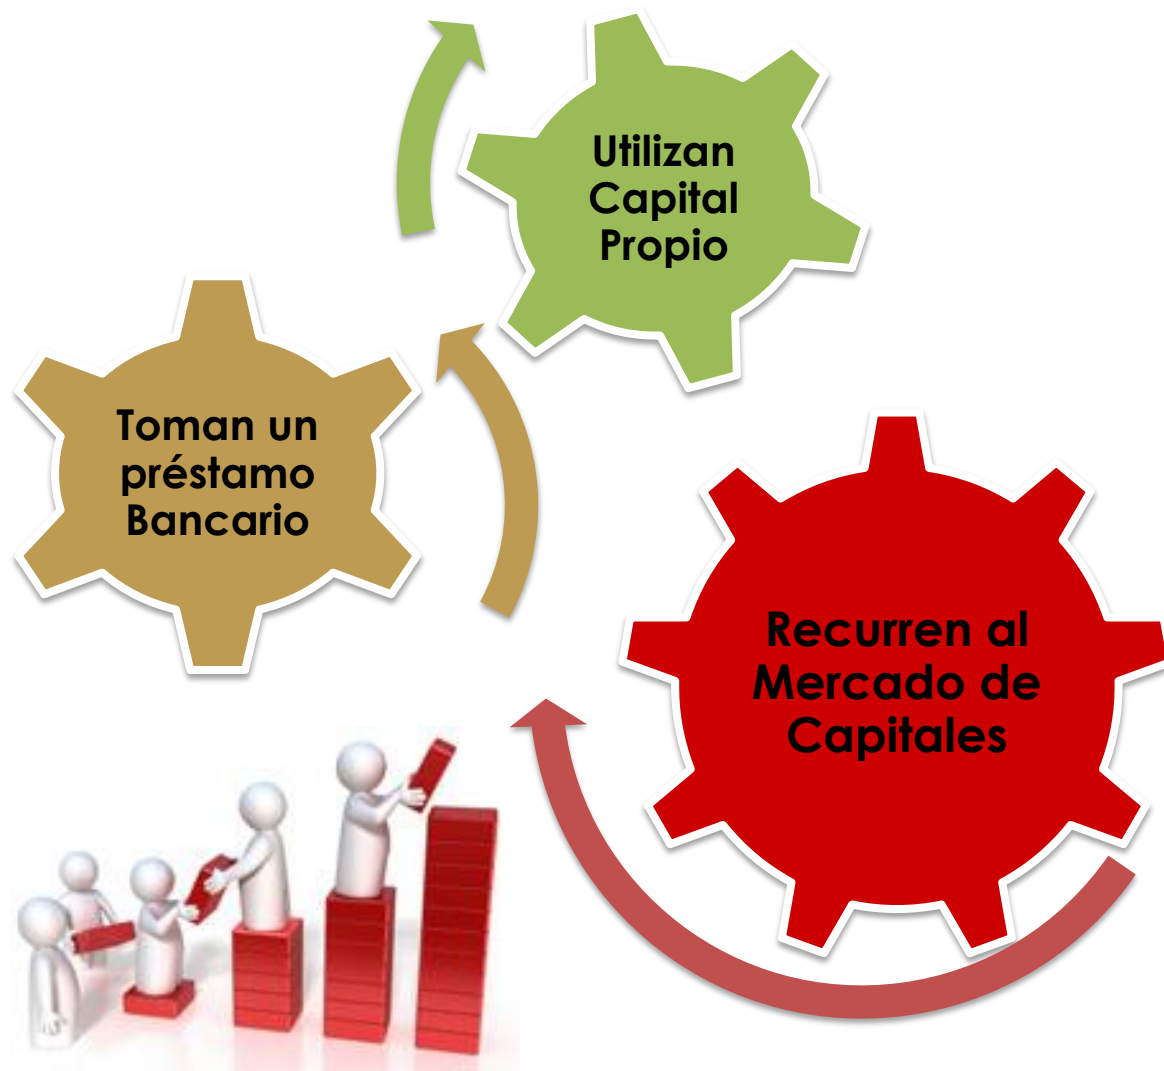 Utilizan
Capital
Propio
Toman un
préstamo
Bancario
Recurren al
Mercado de
Capitales